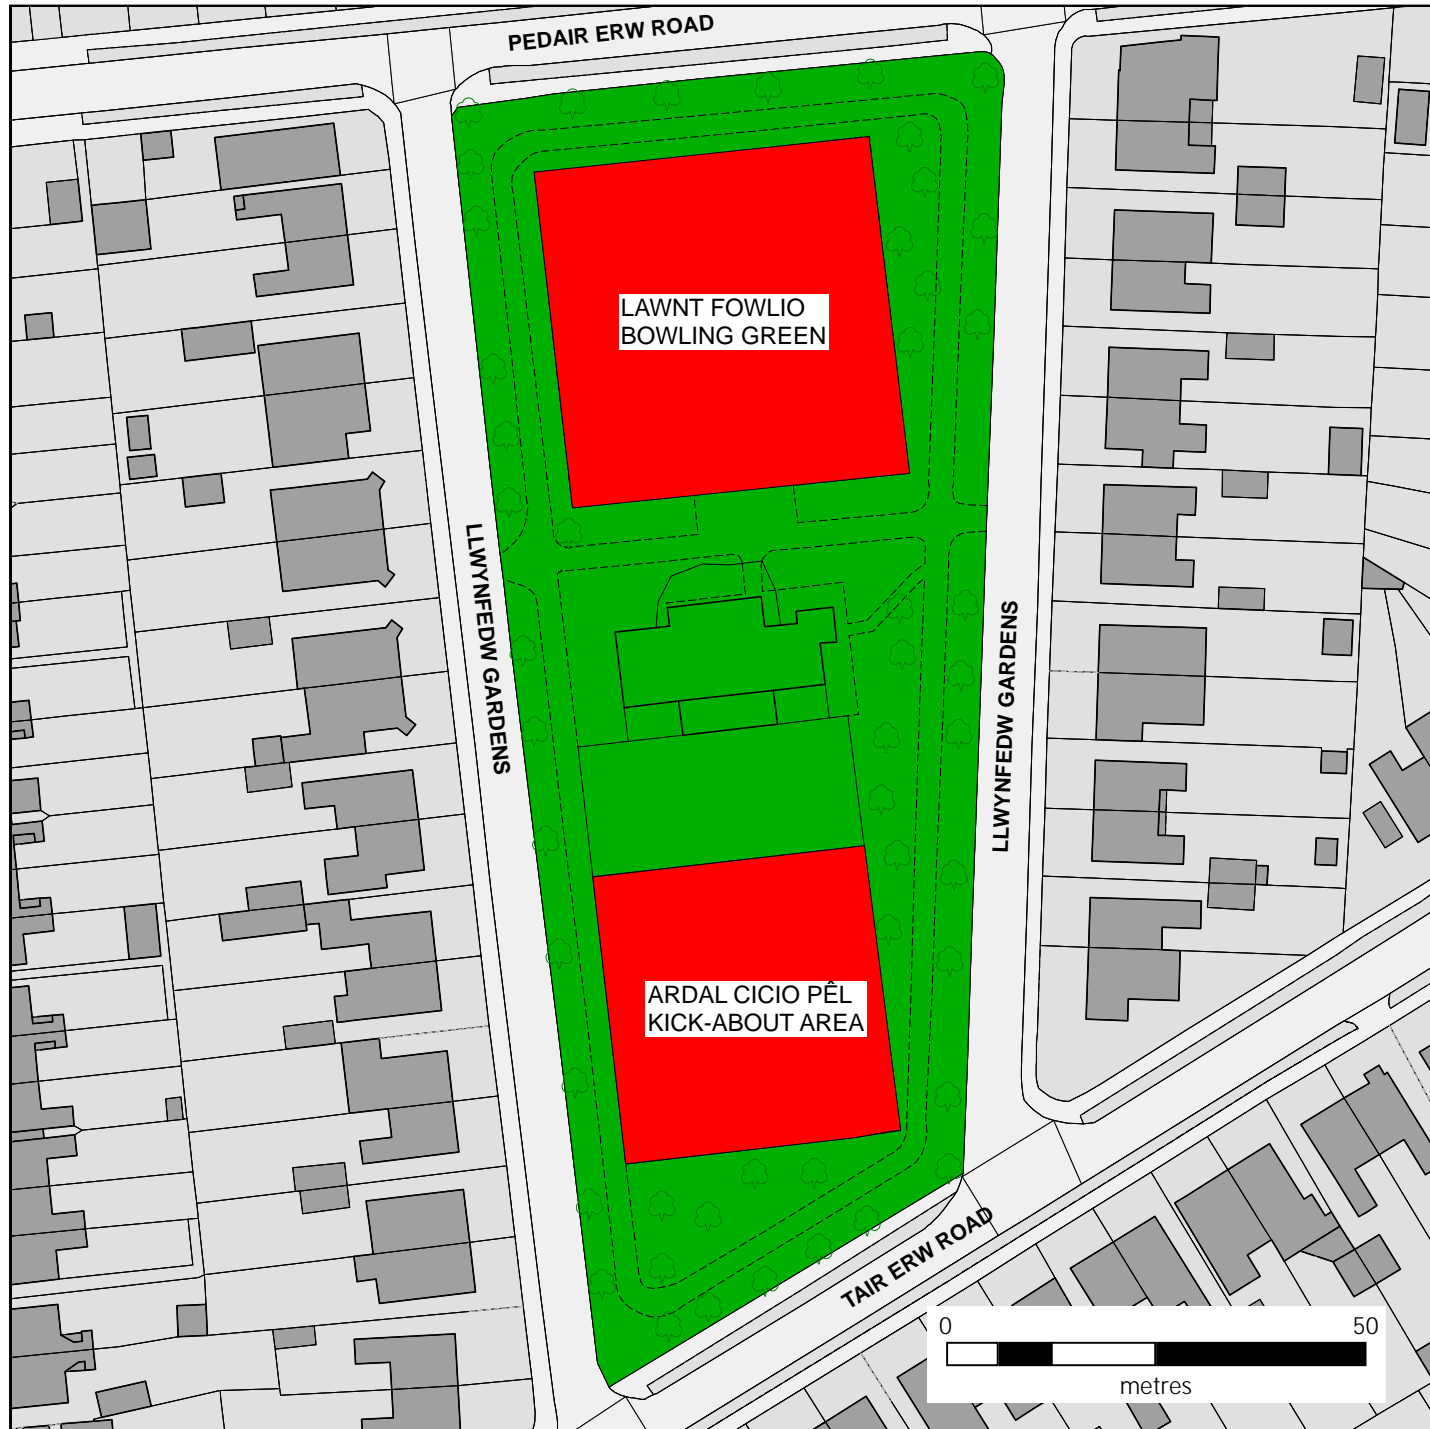 PEDAIR ERW ROAD
LAWNT FOWLIO
BOWLING GREEN
LLWYNFEDW GARDENS
LLWYNFEDW GARDENS
ARDAL CICIO PÊL
KICK-ABOUT AREA
TAIR ERW ROAD
0 50
metres